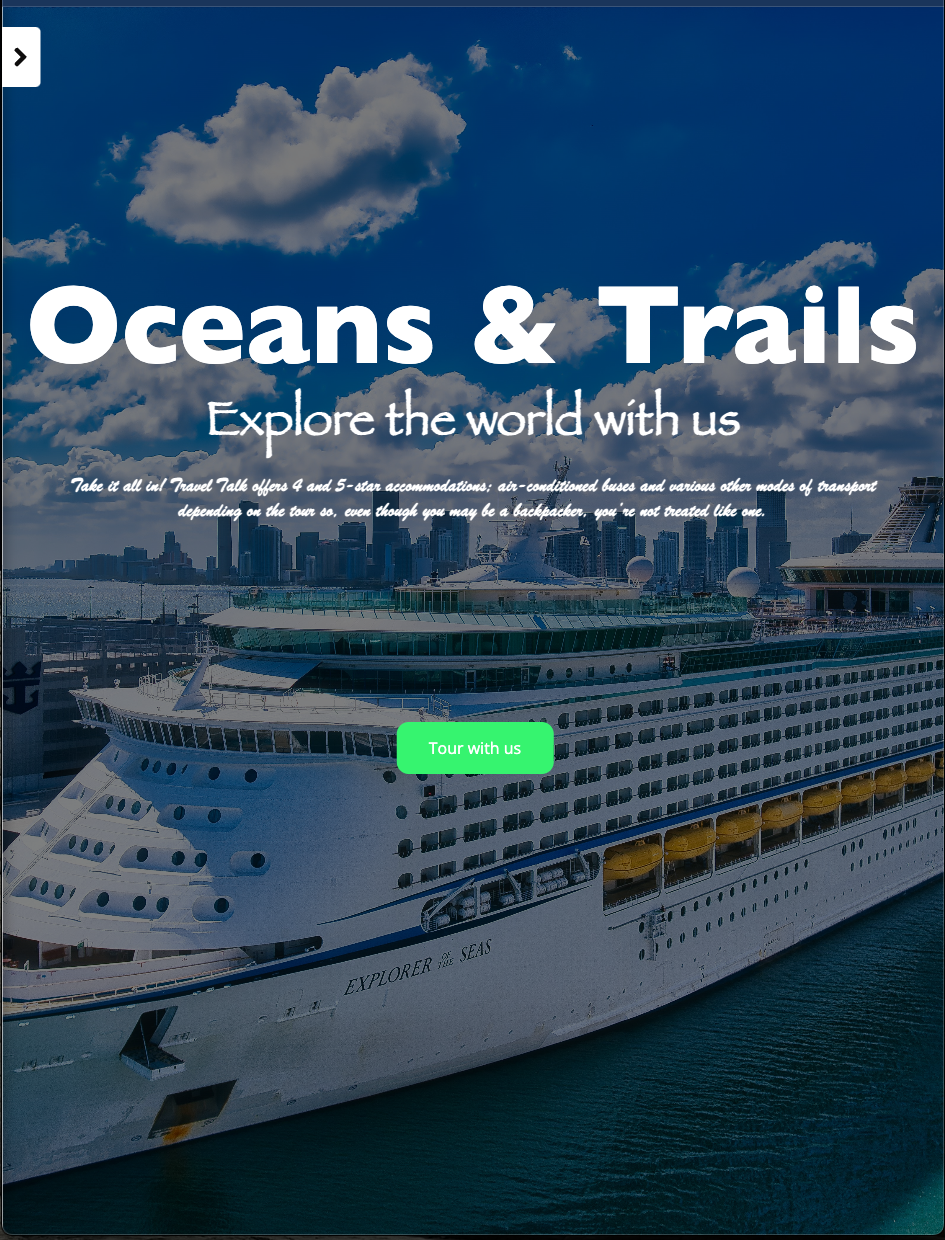 Oceans & Trails
Explore the world with us
Take it all in! Travel Talk offers 4 and 5-star accommodations; air-conditioned buses and various other modes of transport
depending on the tour so, even though you may be a backpacker, you're not treated like one.
Tour with us
EXPLORER OF THE SEAS